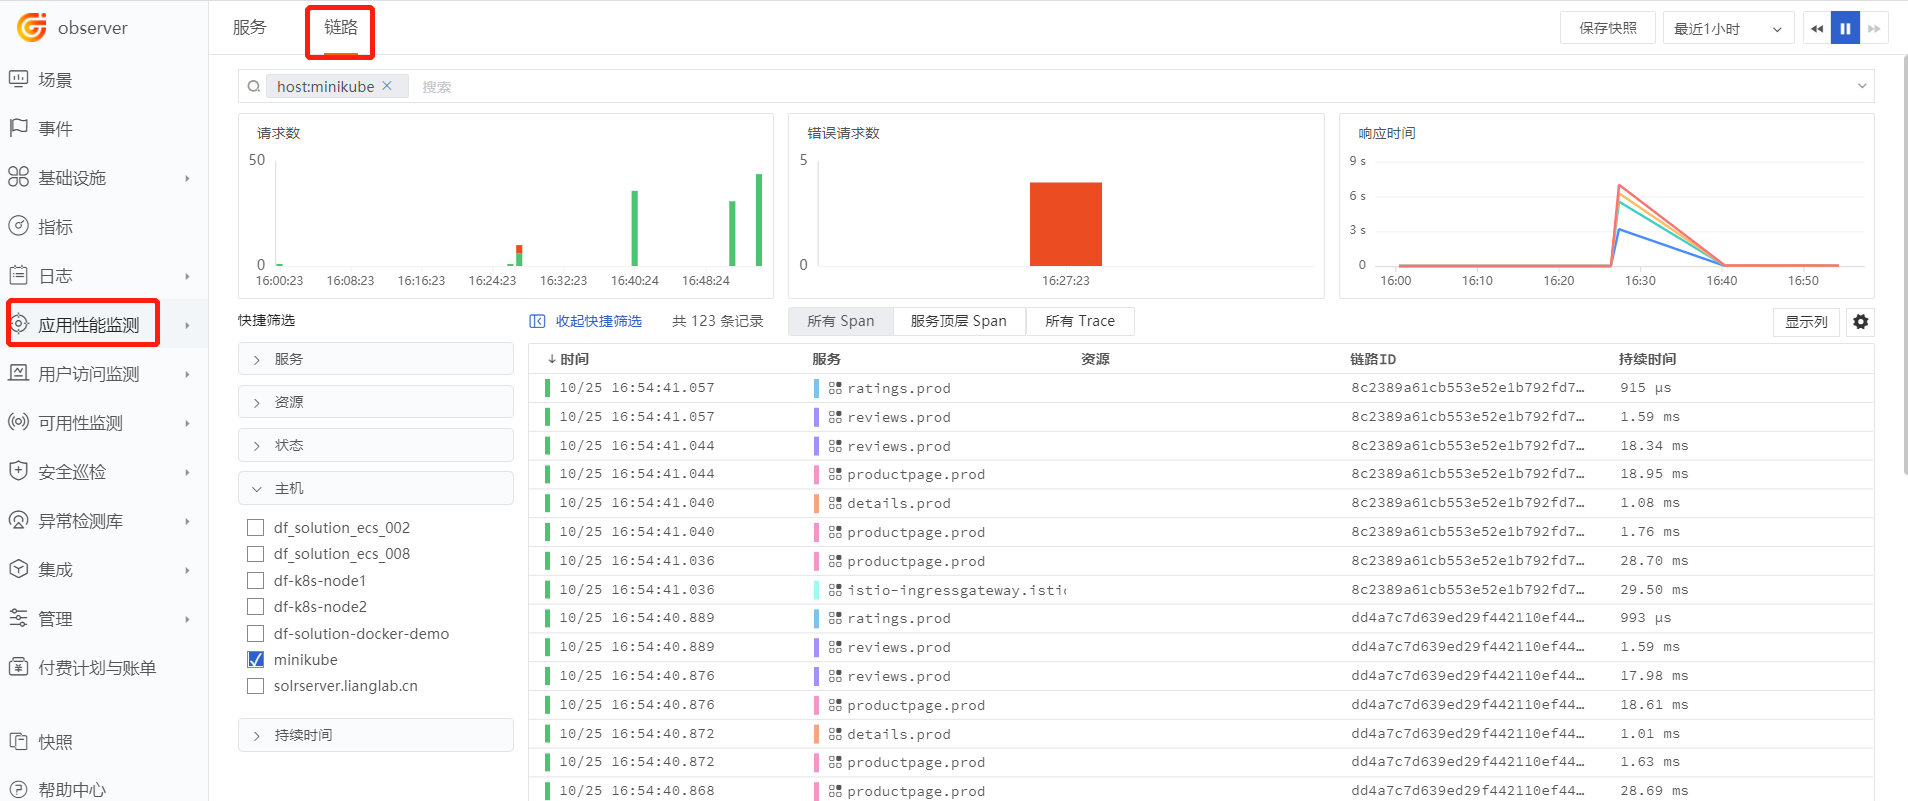 observer
场景
事件
基础设施
指标
日志
应用性能监测
用户访问监测
可用性监测
安全巡检
异常检测库
集成
管理
付费计划与账单
快照
帮助中心
服务 链路
保存快照 最近1小时
host:minikube 搜索
请求数
50
0
16:00:23 16:08:23 16:16:23 16:24:23 16:32:23 16:40:24 16:48:24
错误请求数
5
0
16:27:23
响应时间
9 s
6 s
3 s
0
16:00 16:10 16:20 16:30 16:40 16:50
快捷筛选
服务
资源
状态
主机
df_solution_ecs_002
df_solution_ecs_008
df-k8s-node1
df-k8s-node2
df-solution-docker-demo
minikube
solrserver.lianglab.cn
持续时间
收起快捷筛选 共 123 条记录 所有 Span 服务顶层 Span 所有 Trace 显示列
时间 服务 资源 链路ID 持续时间
10/25 16:54:41.057 ratings.prod 8c2389a61cb553e52e1b792fd7… 915 µs
10/25 16:54:41.057 reviews.prod 8c2389a61cb553e52e1b792fd7… 1.59 ms
10/25 16:54:41.044 reviews.prod 8c2389a61cb553e52e1b792fd7… 18.34 ms
10/25 16:54:41.044 productpage.prod 8c2389a61cb553e52e1b792fd7… 18.95 ms
10/25 16:54:41.040 details.prod 8c2389a61cb553e52e1b792fd7… 1.08 ms
10/25 16:54:41.040 productpage.prod 8c2389a61cb553e52e1b792fd7… 1.76 ms
10/25 16:54:41.036 productpage.prod 8c2389a61cb553e52e1b792fd7… 28.70 ms
10/25 16:54:41.036 istio-ingressgateway.istic 8c2389a61cb553e52e1b792fd7… 29.50 ms
10/25 16:54:40.889 ratings.prod dd4a7c7d639ed29f442110ef44… 993 µs
10/25 16:54:40.889 reviews.prod dd4a7c7d639ed29f442110ef44… 1.59 ms
10/25 16:54:40.876 reviews.prod dd4a7c7d639ed29f442110ef44… 17.98 ms
10/25 16:54:40.876 productpage.prod dd4a7c7d639ed29f442110ef44… 18.61 ms
10/25 16:54:40.872 details.prod dd4a7c7d639ed29f442110ef44… 1.01 ms
10/25 16:54:40.872 productpage.prod dd4a7c7d639ed29f442110ef44… 1.63 ms
10/25 16:54:40.868 productpage.prod dd4a7c7d639ed29f442110ef44… 28.69 ms